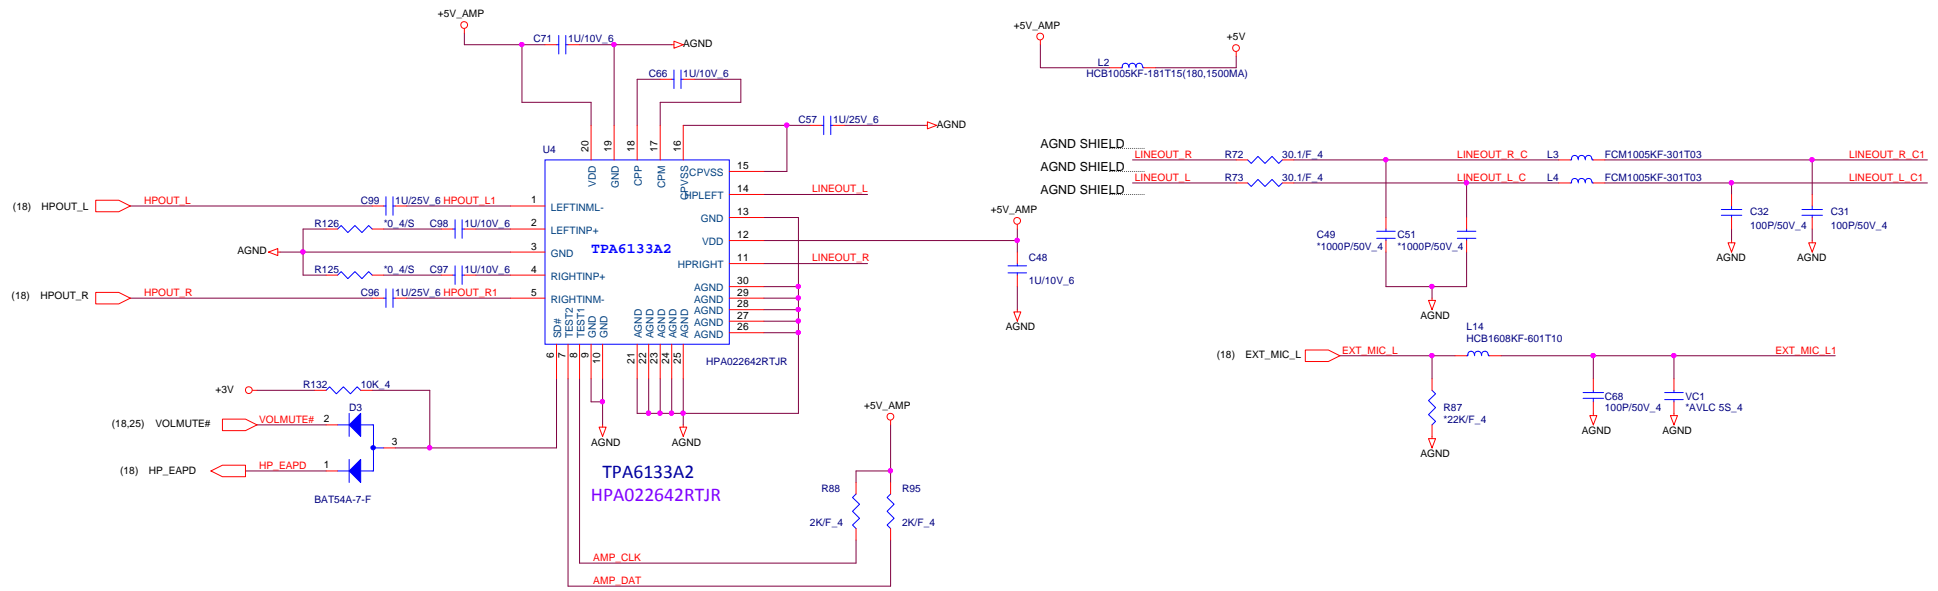 +5V_AMP
C71
1U/10V_6
AGND
C66
1U/10V_6
C57
1U/25V_6
AGND
U4
20
19
18
17
16
VDD
GND
CPP
CPM
CPVSS
15
CPVSS
14
HPLEFT
LINEOUT_L
13
GND
12
VDD
11
HPRIGHT
LINEOUT_R
30
AGND
29
AGND
28
AGND
27
AGND
26
AGND
TPA6133A2
HPA022642RTJR
(18) HPOUT_L
HPOUT_L
C99
1U/25V_6
HPOUT_L1
1
LEFTINML-
R126
*0_4/S
C98
1U/10V_6
2
LEFTINP+
AGND
3
GND
R125
*0_4/S
C97
1U/10V_6
4
RIGHTINP+
(18) HPOUT_R
HPOUT_R
C96
1U/25V_6
HPOUT_R1
5
RIGHTINM-
SD#
TEST2
TEST1
GND
GND
AGND
AGND
AGND
AGND
AGND
6
7
8
9
10
21
22
23
24
25
AGND
AGND
+3V
R132
10K_4
(18,25) VOLMUTE#
VOLMUTE#
2
D3
3
(18) HP_EAPD
HP_EAPD
1
BAT54A-7-F
TPA6133A2
HPA022642RTJR
+5V_AMP
R88
2K/F_4
R95
2K/F_4
AMP_CLK
AMP_DAT
+5V_AMP
C48
1U/10V_6
AGND
+5V_AMP
+5V
L2
HCB1005KF-181T15(180,1500MA)
AGND SHIELD
LINEOUT_R
R72
30.1/F_4
LINEOUT_R_C
L3
FCM1005KF-301T03
LINEOUT_R_C1
AGND SHIELD
LINEOUT_L
R73
30.1/F_4
LINEOUT_L_C
L4
FCM1005KF-301T03
LINEOUT_L_C1
AGND SHIELD
C49
*1000P/50V_4
C51
*1000P/50V_4
AGND
C32
100P/50V_4
AGND
C31
100P/50V_4
AGND
(18) EXT_MIC_L
EXT_MIC_L
L14
HCB1608KF-601T10
EXT_MIC_L1
R87
*22K/F_4
AGND
C68
100P/50V_4
AGND
VC1
*AVLC 5S_4
AGND